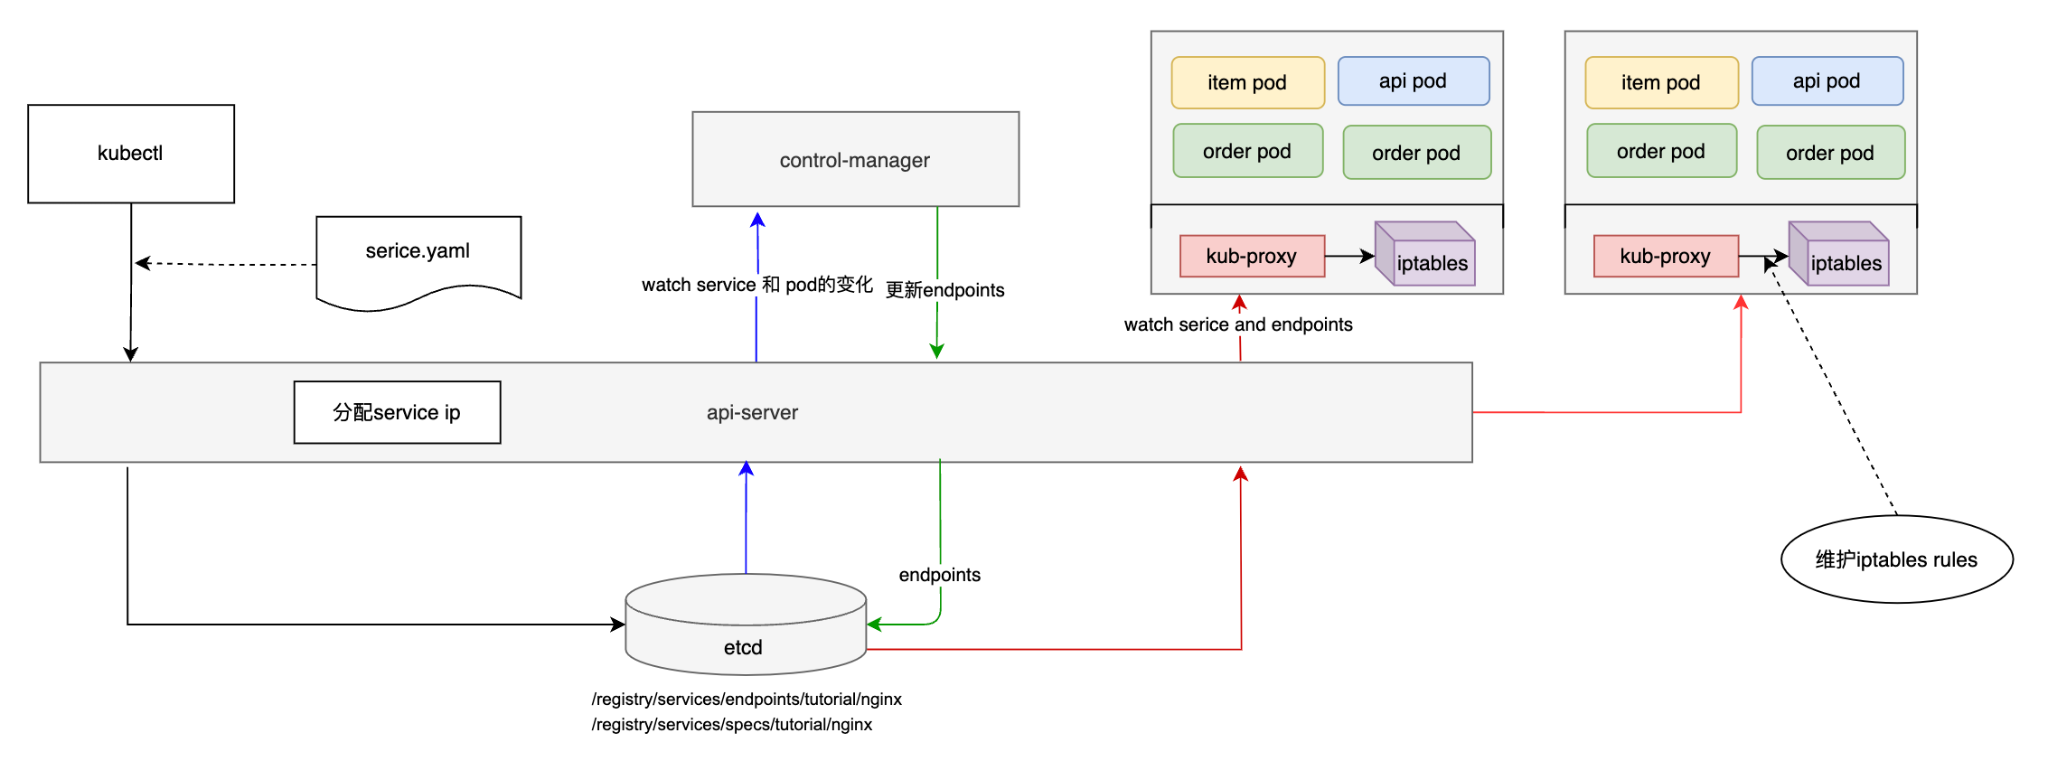 item pod
api pod
item pod
api pod
order pod
order pod
order pod
order pod
kubectl
control-manager
serice.yaml
kub-proxy
iptables
kub-proxy
iptables
watch service 和 pod的变化
更新endpoints
watch serice and endpoints
分配service ip
api-server
维护iptables rules
endpoints
etcd
/registry/services/endpoints/tutorial/nginx
/registry/services/specs/tutorial/nginx